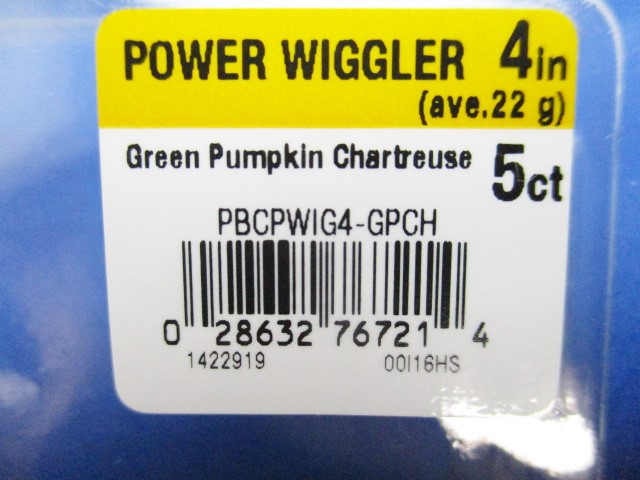 POWER WIGGLER 4in
(ave.22 g)
Green Pumpkin Chartreuse 5ct
PBCPWIG4-GPCH
0 28632 76721 4
1422919 00I16HS